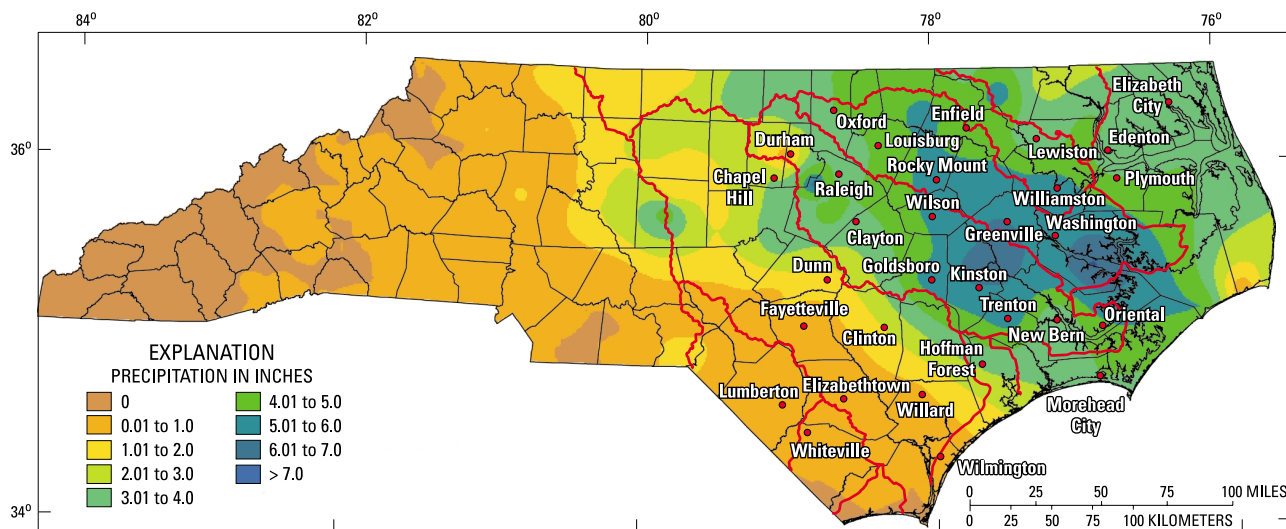 84°
82°
80°
78°
76°
36°
34°
Elizabeth
City
Oxford
Enfield
Durham
Louisburg
Lewiston
Edenton
Rocky Mount
Chapel
Hill
Raleigh
Plymouth
Williamston
Wilson
Washington
Clayton
Greenville
Dunn
Goldsboro
Kinston
Fayetteville
Trenton
Oriental
New Bern
Clinton
Hoffman
Forest
Lumberton
Elizabethtown
Willard
Morehead
City
Whiteville
Wilmington
EXPLANATION
PRECIPITATION IN INCHES
0
0.01 to 1.0
1.01 to 2.0
2.01 to 3.0
3.01 to 4.0
4.01 to 5.0
5.01 to 6.0
6.01 to 7.0
> 7.0
0 25 50 75 100 MILES
0 25 50 75 100 KILOMETERS